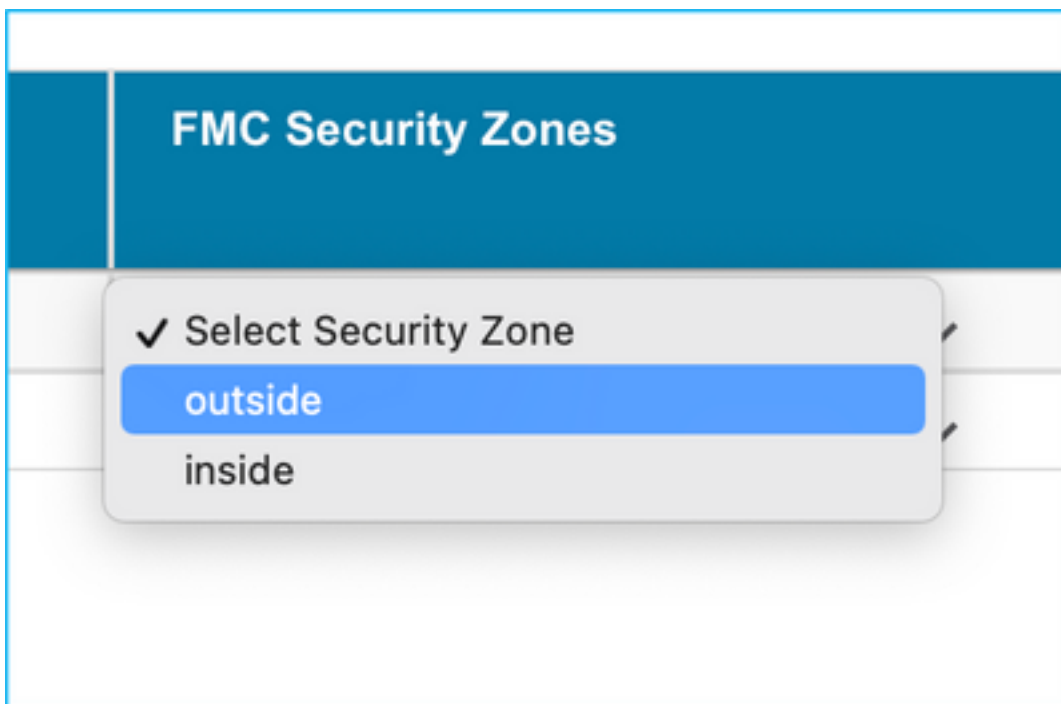 FMC Security Zones
✓ Select Security Zone
outside
inside